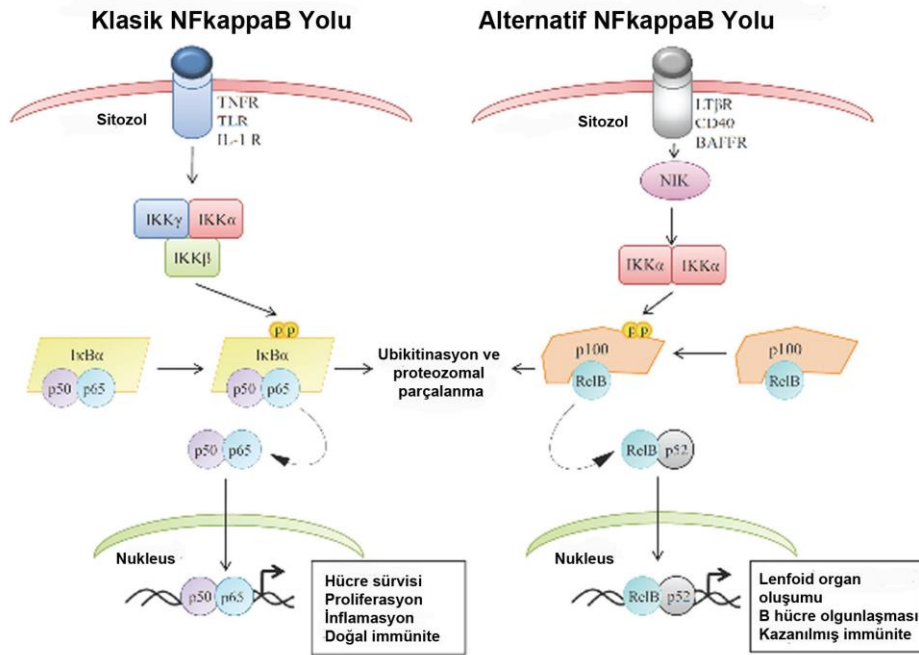 Klasik NFkappaB Yolu
Sitozol
TNFR
TLR
IL-1 R
IKKγ
IKKα
IKKβ
IκBα
p50
p65
P
P
IκBα
p50
p65
p50
p65
Nukleus
p50
p65
Hücre sürvisi
Proliferasyon
İnflamasyon
Doğal immünite
Ubikitinasyon ve
proteozomal
parçalanma
Alternatif NFkappaB Yolu
Sitozol
LTβR
CD40
BAFFR
NIK
IKKα
IKKα
P
P
p100
RelB
p100
RelB
RelB
p52
Nukleus
RelB
p52
Lenfoid organ
oluşumu
B hücre olgunlaşması
Kazanılmış immünite